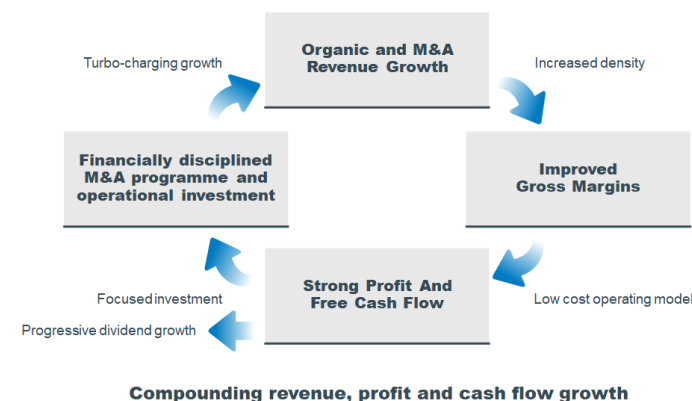 Organic and M&A
Revenue Growth
Turbo-charging growth
Increased density
Financially disciplined
M&A programme and
operational investment
Improved
Gross Margins
Strong Profit And
Free Cash Flow
Focused investment
Low cost operating model
Progressive dividend growth
Compounding revenue, profit and cash flow growth